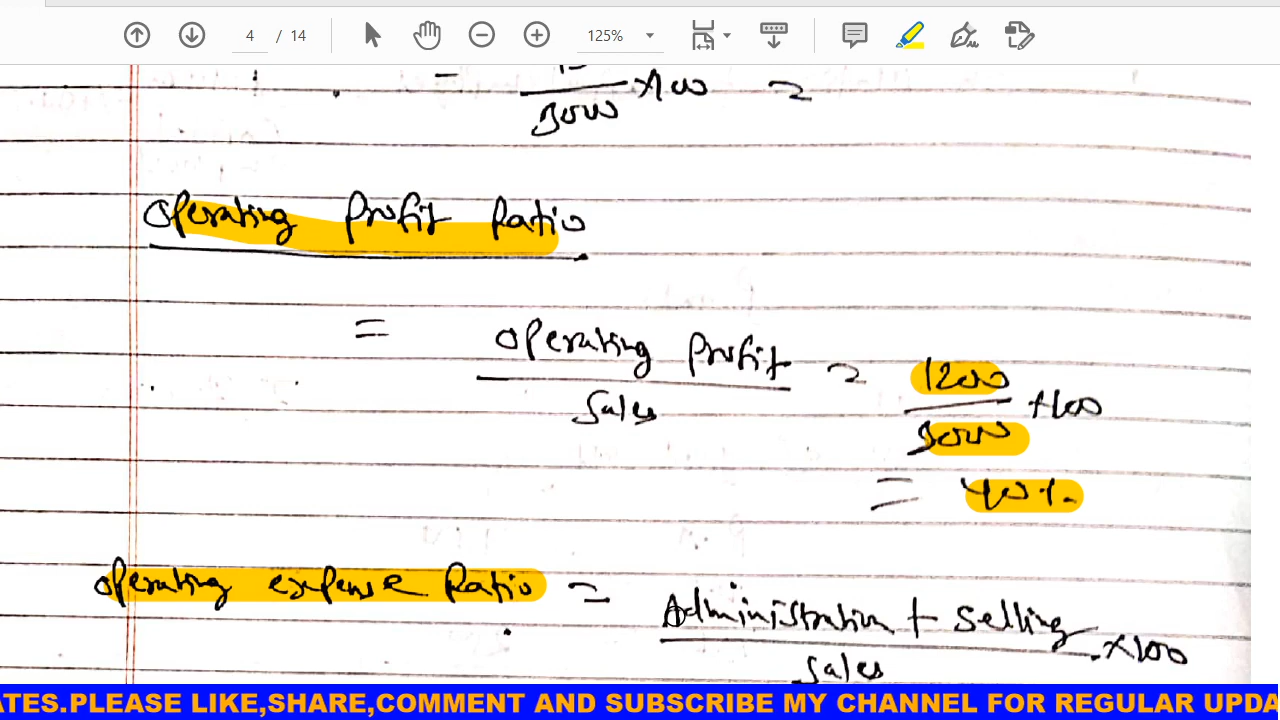 4 / 14 125%
= 3000 ×100 =
Operating Profit Ratio
= Operating Profit = 1200 ×100
Sales 3000
= 40%.
Operating expense Ratio = Administration + Selling ×100
Sales
ATES.PLEASE LIKE,SHARE,COMMENT AND SUBSCRIBE MY CHANNEL FOR REGULAR UPDA